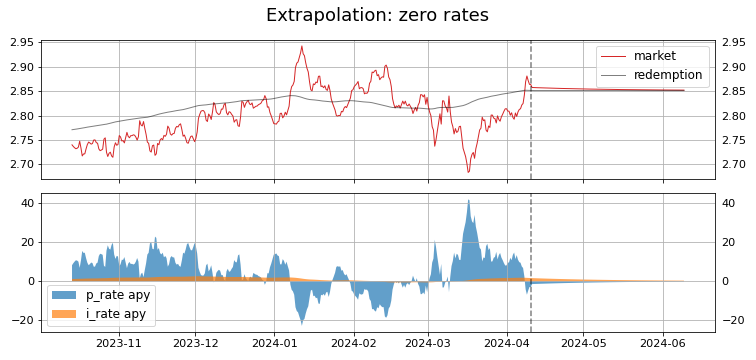 Extrapolation: zero rates
2.95 2.95
2.90 2.90
2.85 2.85
2.80 2.80
2.75 2.75
2.70 2.70
market
redemption
40 40
20 20
0 0
−20 −20
p_rate apy
i_rate apy
2023-11 2023-12 2024-01 2024-02 2024-03 2024-04 2024-05 2024-06